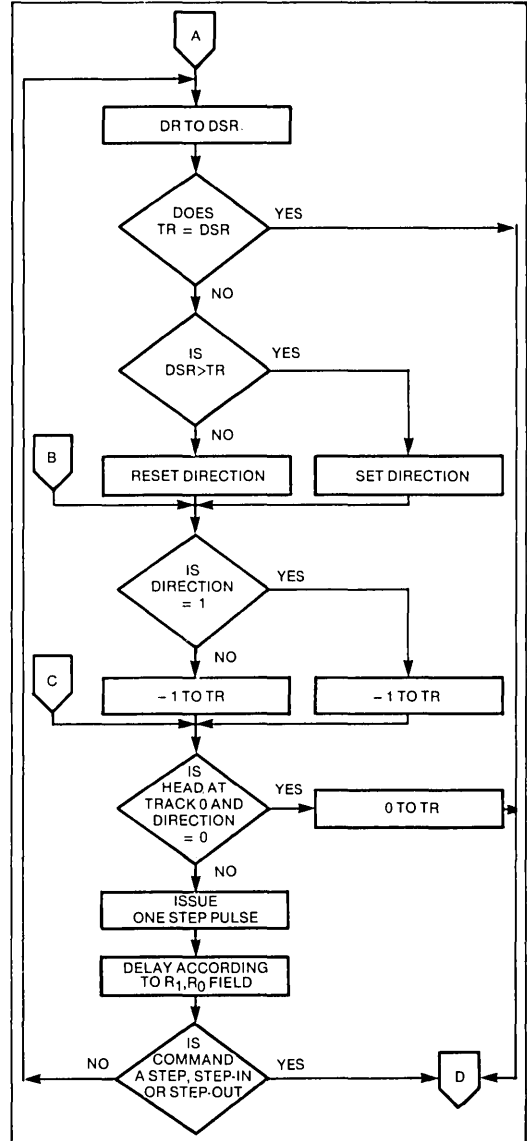 A
DR TO DSR.
DOES
TR = DSR
YES
NO
IS
DSR>TR
YES
NO
B
RESET DIRECTION
SET DIRECTION
IS
DIRECTION
= 1
YES
NO
C
- 1 TO TR
- 1 TO TR
IS
HEAD AT
TRACK 0 AND
DIRECTION
= 0
YES
0 TO TR
NO
ISSUE
ONE STEP PULSE
DELAY ACCORDING
TO R1,R0 FIELD
IS
COMMAND
A STEP, STEP-IN
OR STEP-OUT
NO
YES
D